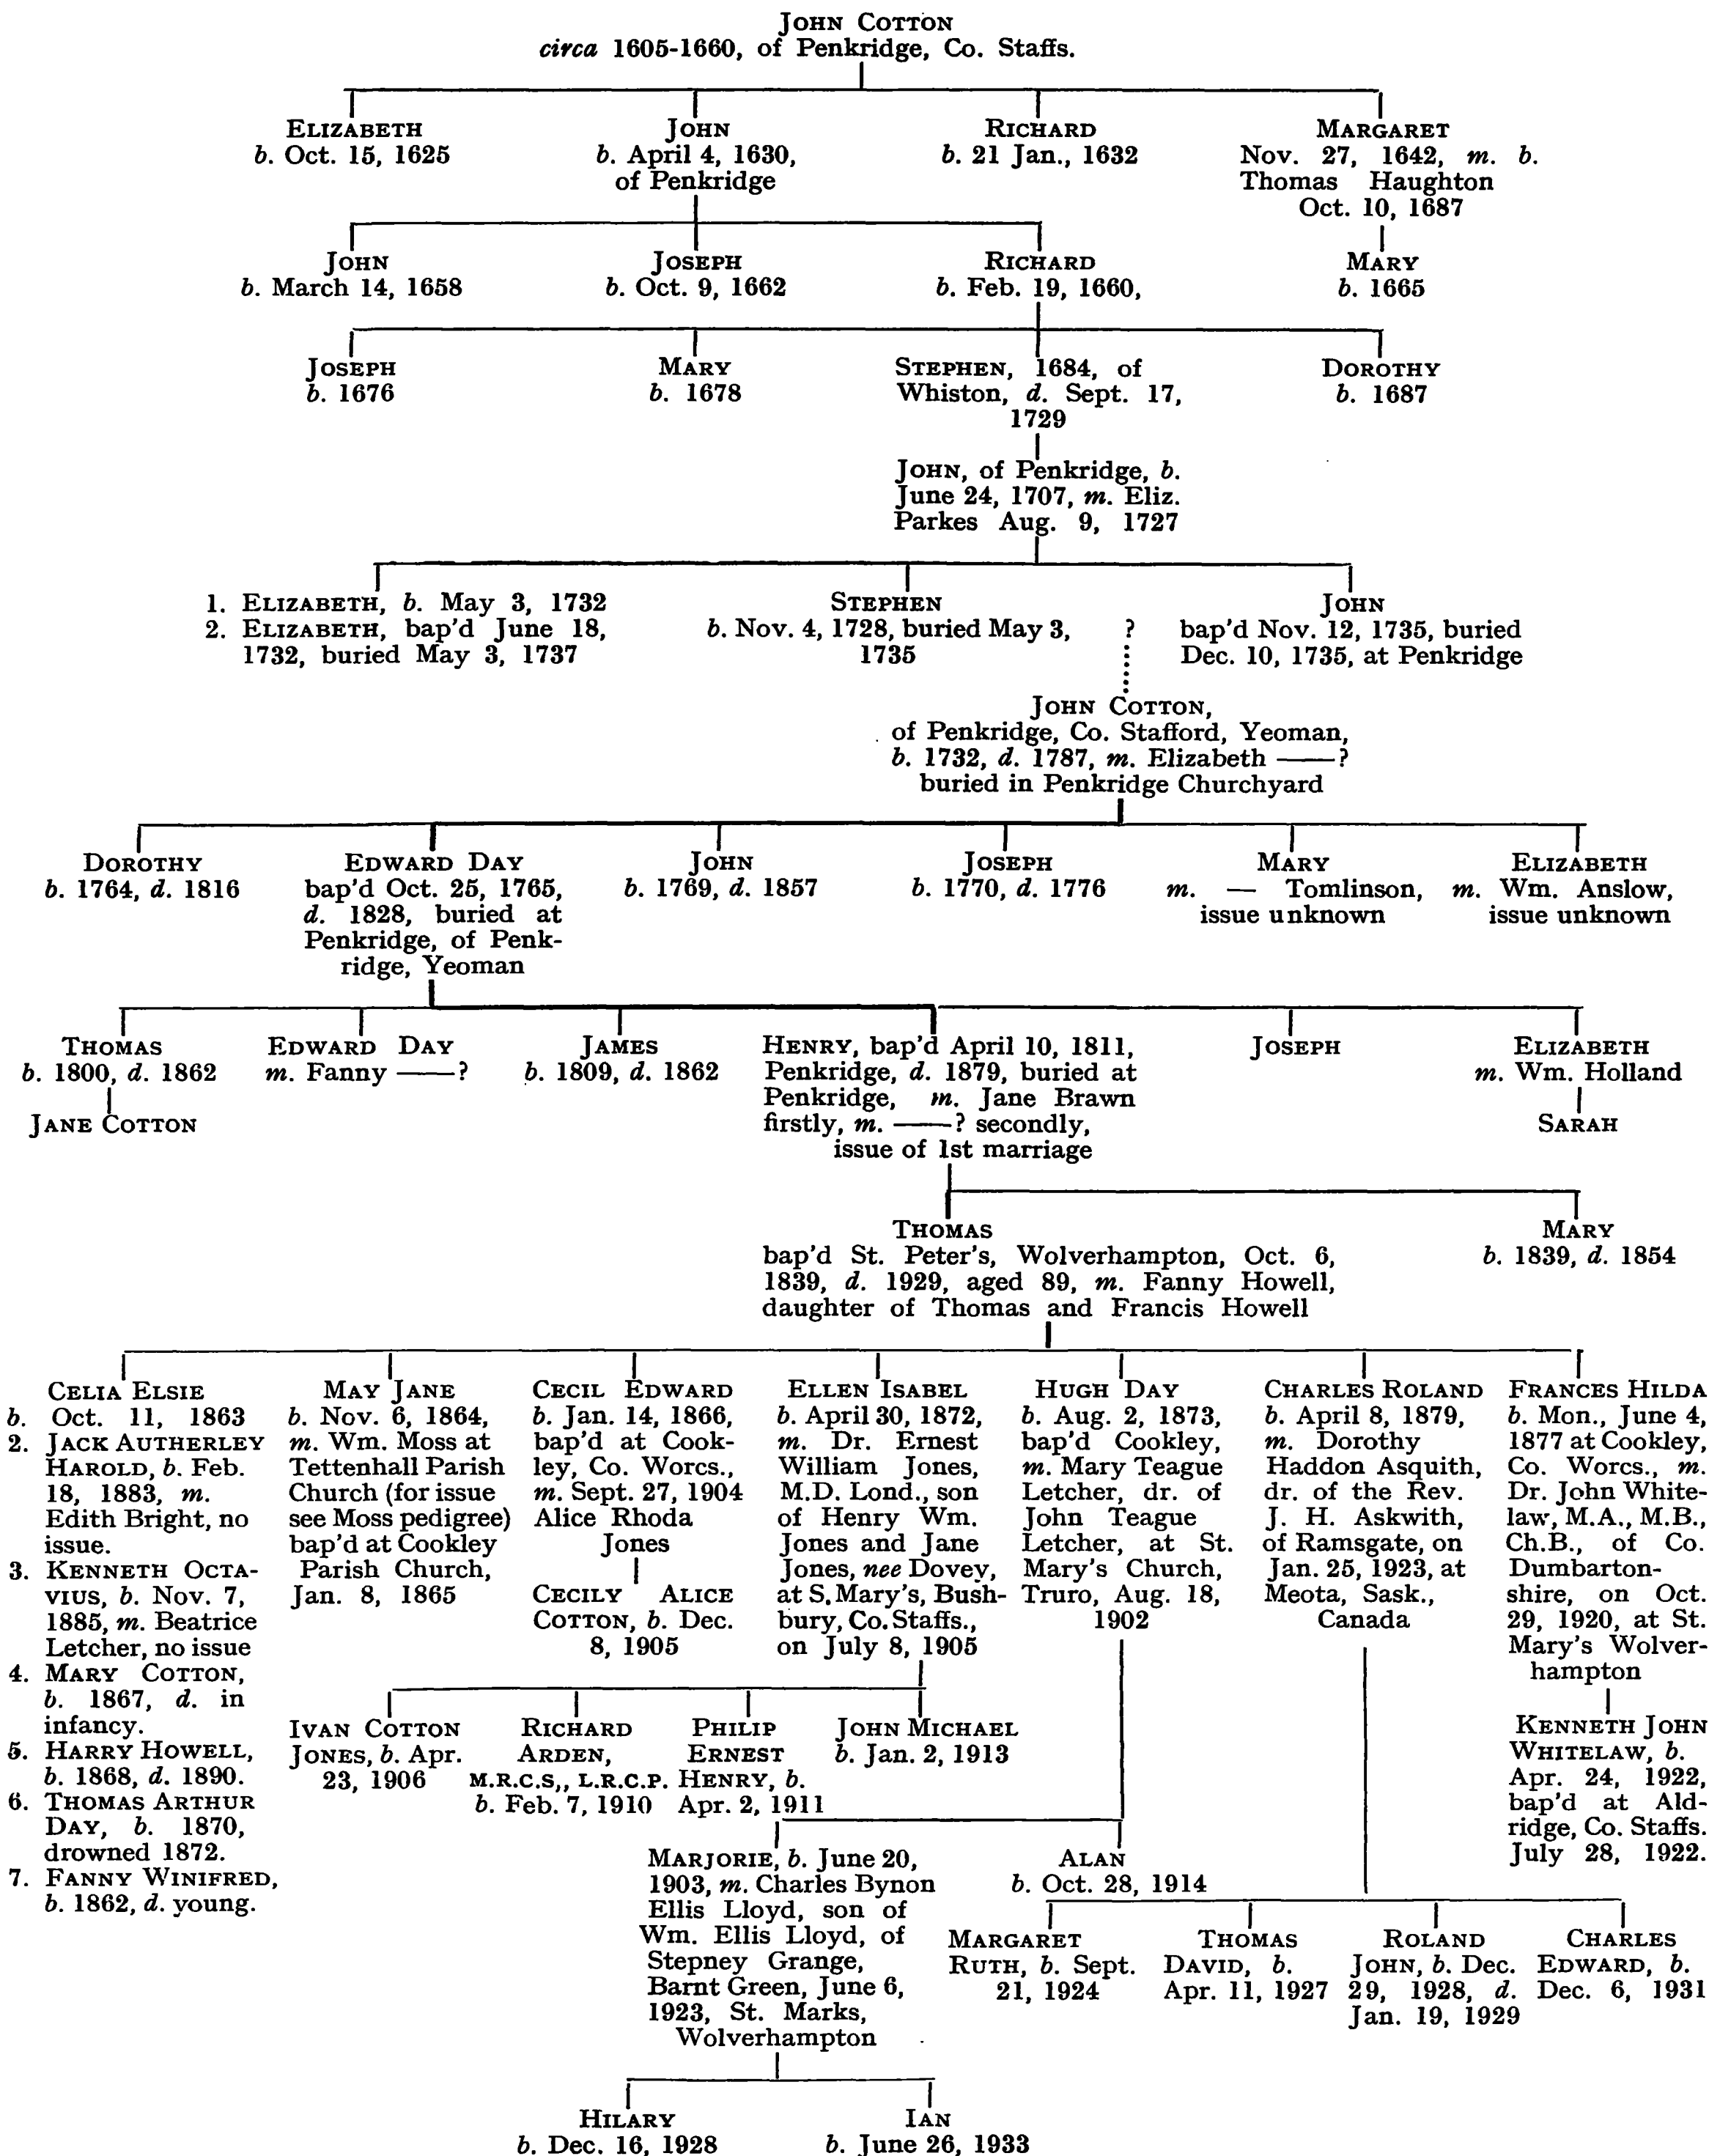 JOHN COTTON
circa 1605-1660, of Penkridge, Co. Staffs.
ELIZABETH
b. Oct. 15, 1625
JOHN
b. April 4, 1630,
of Penkridge
RICHARD
b. 21 Jan., 1632
MARGARET
Nov. 27, 1642, m. b.
Thomas Haughton
Oct. 10, 1687
JOHN
b. March 14, 1658
JOSEPH
b. Oct. 9, 1662
RICHARD
b. Feb. 19, 1660,
MARY
b. 1665
JOSEPH
b. 1676
MARY
b. 1678
STEPHEN, 1684, of
Whiston, d. Sept. 17,
1729
DOROTHY
b. 1687
JOHN, of Penkridge, b.
June 24, 1707, m. Eliz.
Parkes Aug. 9, 1727
1. ELIZABETH, b. May 3, 1732
2. ELIZABETH, bap'd June 18,
1732, buried May 3, 1737
STEPHEN
b. Nov. 4, 1728, buried May 3,
1735
?
JOHN
bap'd Nov. 12, 1735, buried
Dec. 10, 1735, at Penkridge
JOHN COTTON,
of Penkridge, Co. Stafford, Yeoman,
b. 1732, d. 1787, m. Elizabeth ——?
buried in Penkridge Churchyard
DOROTHY
b. 1764, d. 1816
EDWARD DAY
bap'd Oct. 25, 1765,
d. 1828, buried at
Penkridge, of Penk-
ridge, Yeoman
JOHN
b. 1769, d. 1857
JOSEPH
b. 1770, d. 1776
MARY
m. — Tomlinson,
issue unknown
ELIZABETH
m. Wm. Anslow,
issue unknown
THOMAS
b. 1800, d. 1862
JANE COTTON
EDWARD DAY
m. Fanny ——?
JAMES
b. 1809, d. 1862
HENRY, bap'd April 10, 1811,
Penkridge, d. 1879, buried at
Penkridge, m. Jane Brawn
firstly, m. ——? secondly,
issue of 1st marriage
JOSEPH
ELIZABETH
m. Wm. Holland
SARAH
THOMAS
bap'd St. Peter's, Wolverhampton, Oct. 6,
1839, d. 1929, aged 89, m. Fanny Howell,
daughter of Thomas and Francis Howell
MARY
b. 1839, d. 1854
CELIA ELSIE
b. Oct. 11, 1863
2. JACK AUTHERLEY
HAROLD, b. Feb.
18, 1883, m.
Edith Bright, no
issue.
3. KENNETH OCTA-
VIUS, b. Nov. 7,
1885, m. Beatrice
Letcher, no issue
4. MARY COTTON,
b. 1867, d. in
infancy.
5. HARRY HOWELL,
b. 1868, d. 1890.
6. THOMAS ARTHUR
DAY, b. 1870,
drowned 1872.
7. FANNY WINIFRED,
b. 1862, d. young.
MAY JANE
b. Nov. 6, 1864,
m. Wm. Moss at
Tettenhall Parish
Church (for issue
see Moss pedigree)
bap'd at Cookley
Parish Church,
Jan. 8, 1865
CECIL EDWARD
b. Jan. 14, 1866,
bap'd at Cook-
ley, Co. Worcs.,
m. Sept. 27, 1904
Alice Rhoda
Jones
CECILY ALICE
COTTON, b. Dec.
8, 1905
ELLEN ISABEL
b. April 30, 1872,
m. Dr. Ernest
William Jones,
M.D. Lond., son
of Henry Wm.
Jones and Jane
Jones, nee Dovey,
at S. Mary's, Bush-
bury, Co. Staffs.,
on July 8, 1905
HUGH DAY
b. Aug. 2, 1873,
bap'd Cookley,
m. Mary Teague
Letcher, dr. of
John Teague
Letcher, at St.
Mary's Church,
Truro, Aug. 18,
1902
CHARLES ROLAND
b. April 8, 1879,
m. Dorothy
Haddon Asquith,
dr. of the Rev.
J. H. Askwith,
of Ramsgate, on
Jan. 25, 1923, at
Meota, Sask.,
Canada
FRANCES HILDA
b. Mon., June 4,
1877 at Cookley,
Co. Worcs., m.
Dr. John White-
law, M.A., M.B.,
Ch.B., of Co.
Dumbarton-
shire, on Oct.
29, 1920, at St.
Mary's Wolver-
hampton
IVAN COTTON
JONES, b. Apr.
23, 1906
RICHARD
ARDEN,
M.R.C.S,, L.R.C.P.
b. Feb. 7, 1910
PHILIP
ERNEST
HENRY, b.
Apr. 2, 1911
JOHN MICHAEL
b. Jan. 2, 1913
KENNETH JOHN
WHITELAW, b.
Apr. 24, 1922,
bap'd at Ald-
ridge, Co. Staffs.
July 28, 1922.
MARJORIE, b. June 20,
1903, m. Charles Bynon
Ellis Lloyd, son of
Wm. Ellis Lloyd, of
Stepney Grange,
Barnt Green, June 6,
1923, St. Marks,
Wolverhampton
ALAN
b. Oct. 28, 1914
MARGARET
RUTH, b. Sept.
21, 1924
THOMAS
DAVID, b.
Apr. 11, 1927
ROLAND
JOHN, b. Dec.
29, 1928, d.
Jan. 19, 1929
CHARLES
EDWARD, b.
Dec. 6, 1931
HILARY
b. Dec. 16, 1928
IAN
b. June 26, 1933